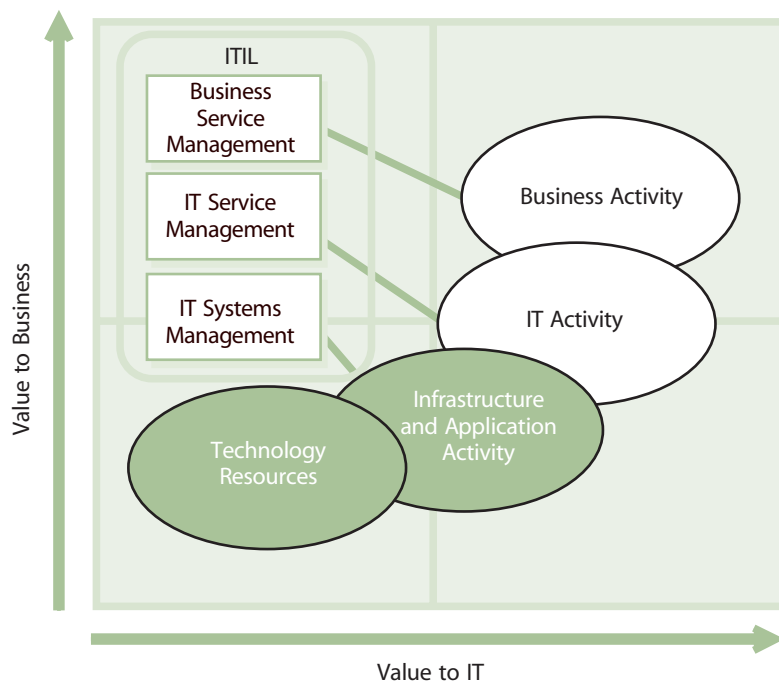 ITIL
Business
Service
Management
IT Service
Management
IT Systems
Management
Business Activity
IT Activity
Infrastructure
and Application
Activity
Technology
Resources
Value to Business
Value to IT